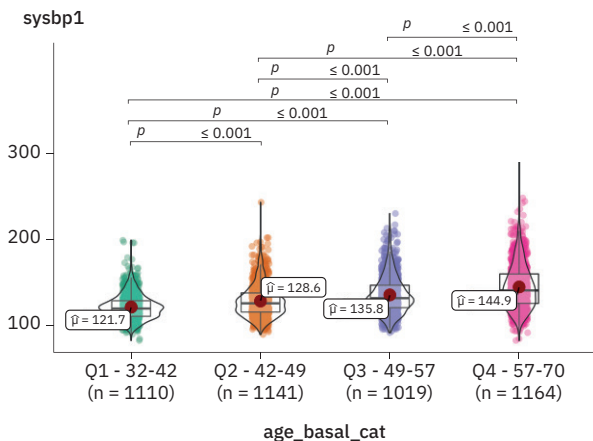 sysbp1
p ≤ 0.001
p ≤ 0.001
p ≤ 0.001
p ≤ 0.001
p ≤ 0.001
p ≤ 0.001
300
200
100
μ̂ = 121.7
μ̂ = 128.6
μ̂ = 135.8
μ̂ = 144.9
Q1 - 32-42 Q2 - 42-49 Q3 - 49-57 Q4 - 57-70
(n = 1110) (n = 1141) (n = 1019) (n = 1164)
age_basal_cat